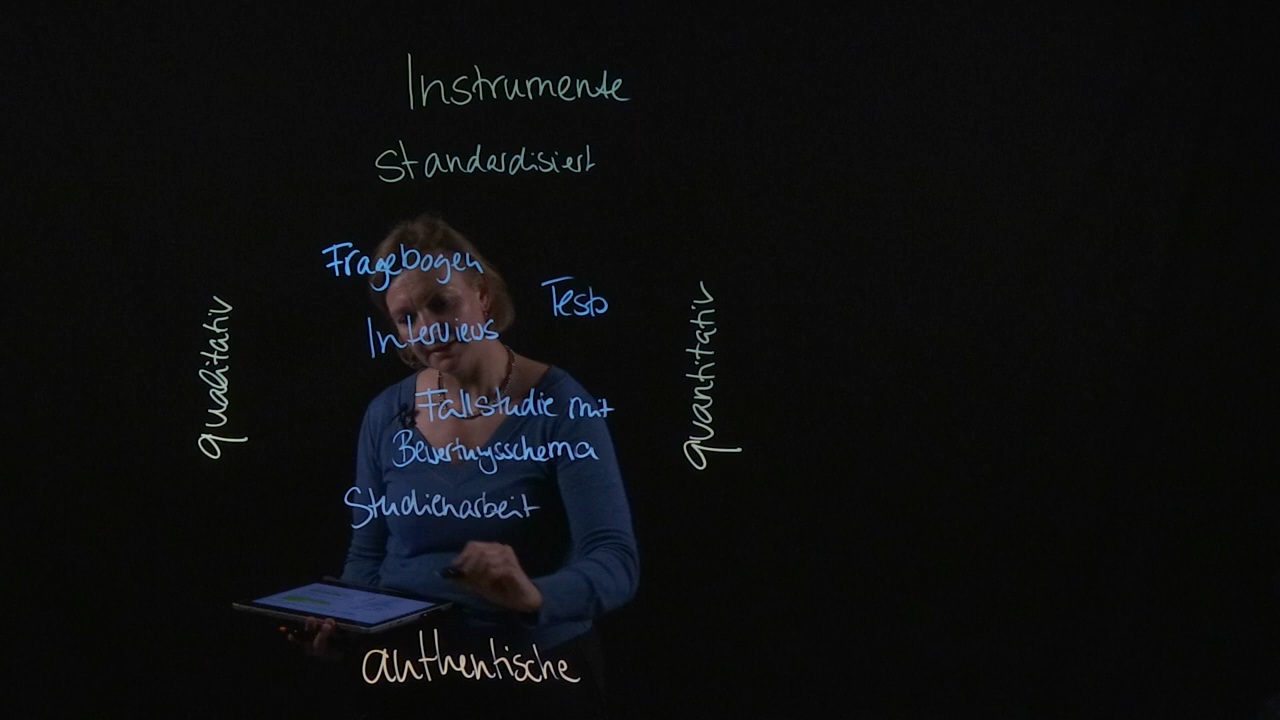 Instrumente
Standardisiert
Fragebogen
Tests
qualitativ
Interviews
quantitativ
Fallstudie mit
Bewertungsschema
Studienarbeit
authentische